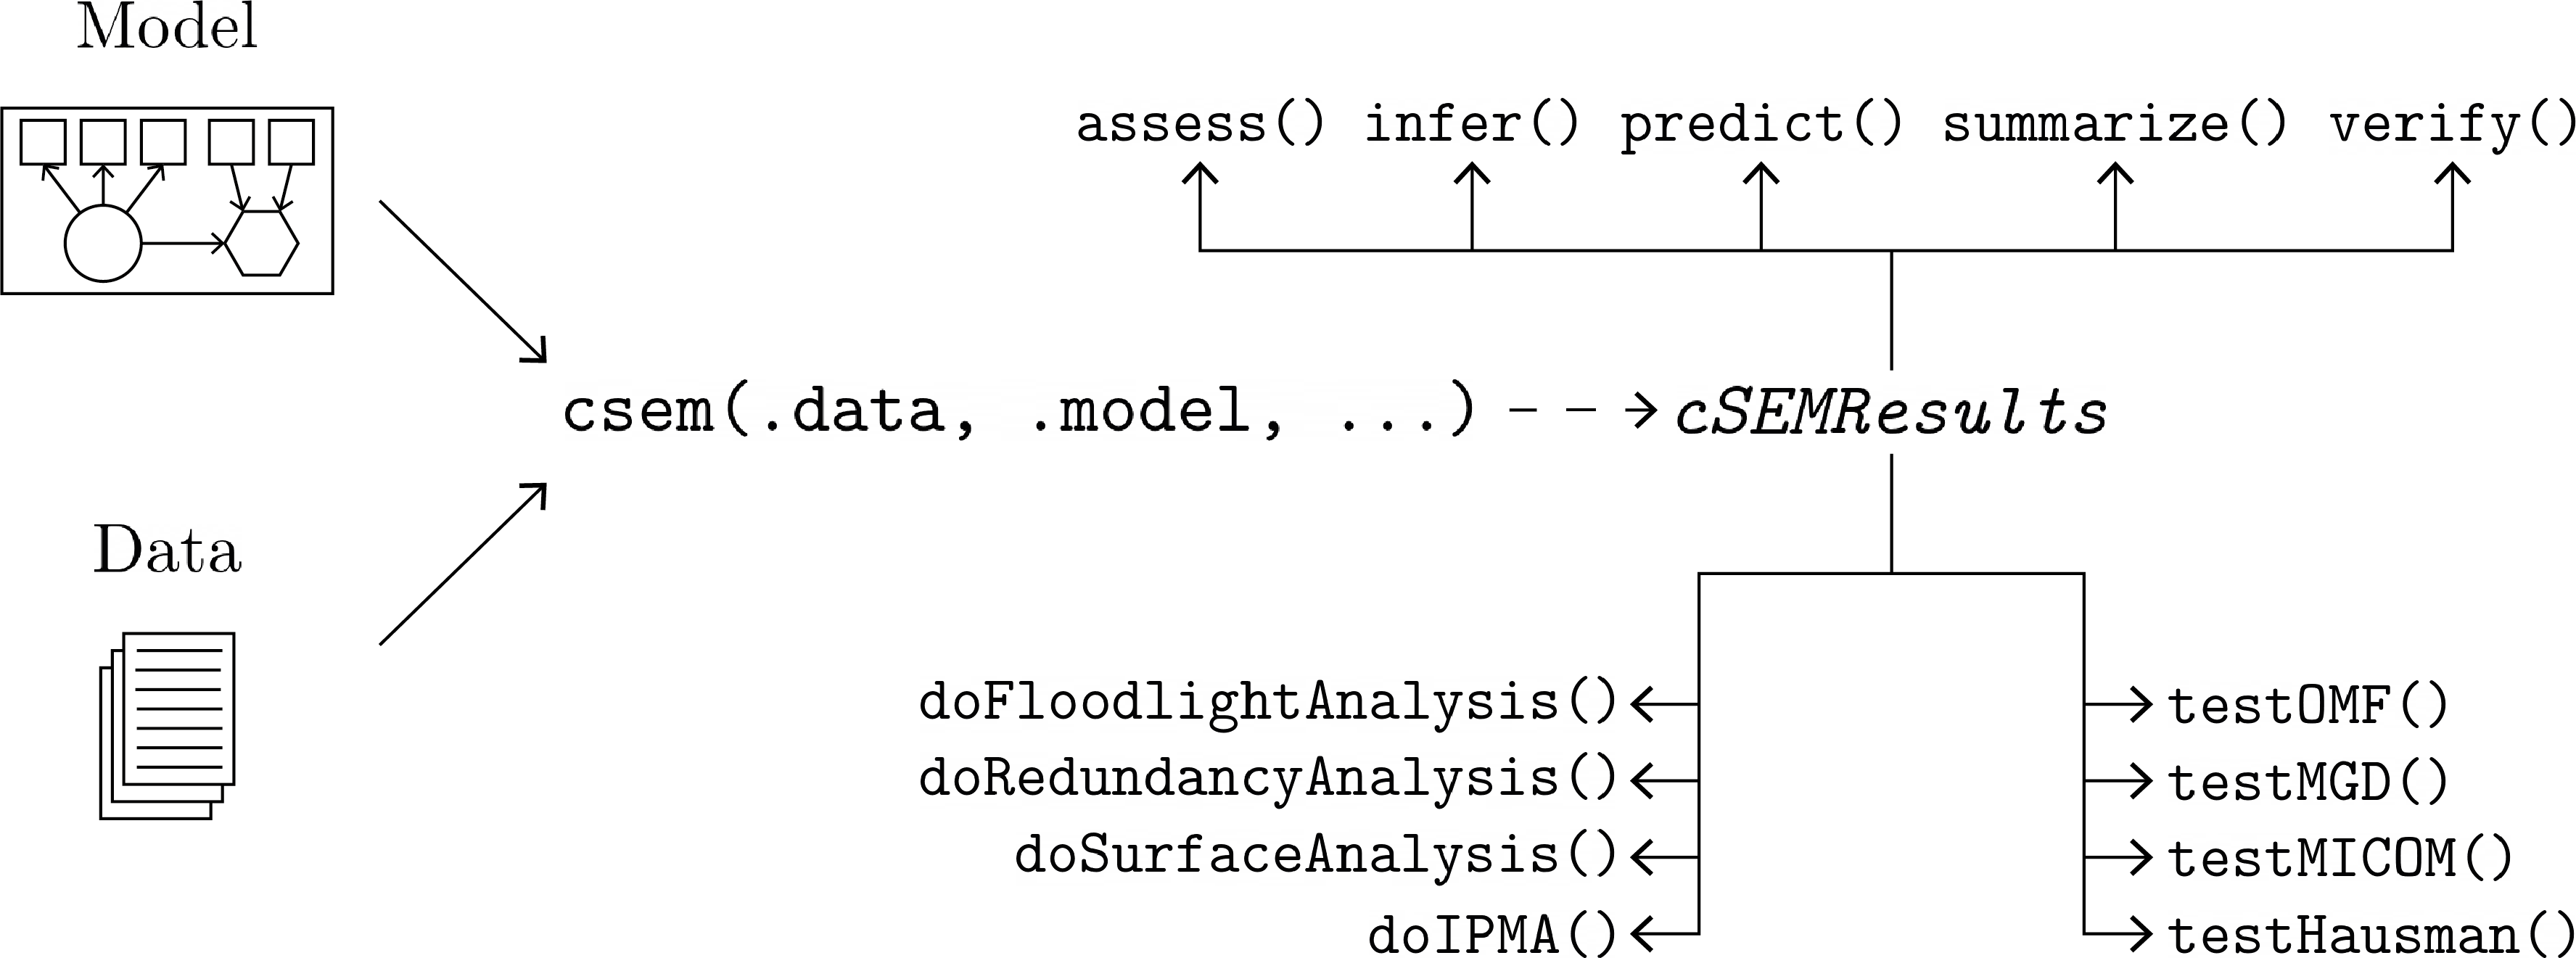 Model
assess() infer() predict() summarize() verify()
csem(.data, .model, ...) cSEMResults
Data
doFloodlightAnalysis() testOMF()
doRedundancyAnalysis() testMGD()
doSurfaceAnalysis() testMICOM()
doIPMA() testHausman()